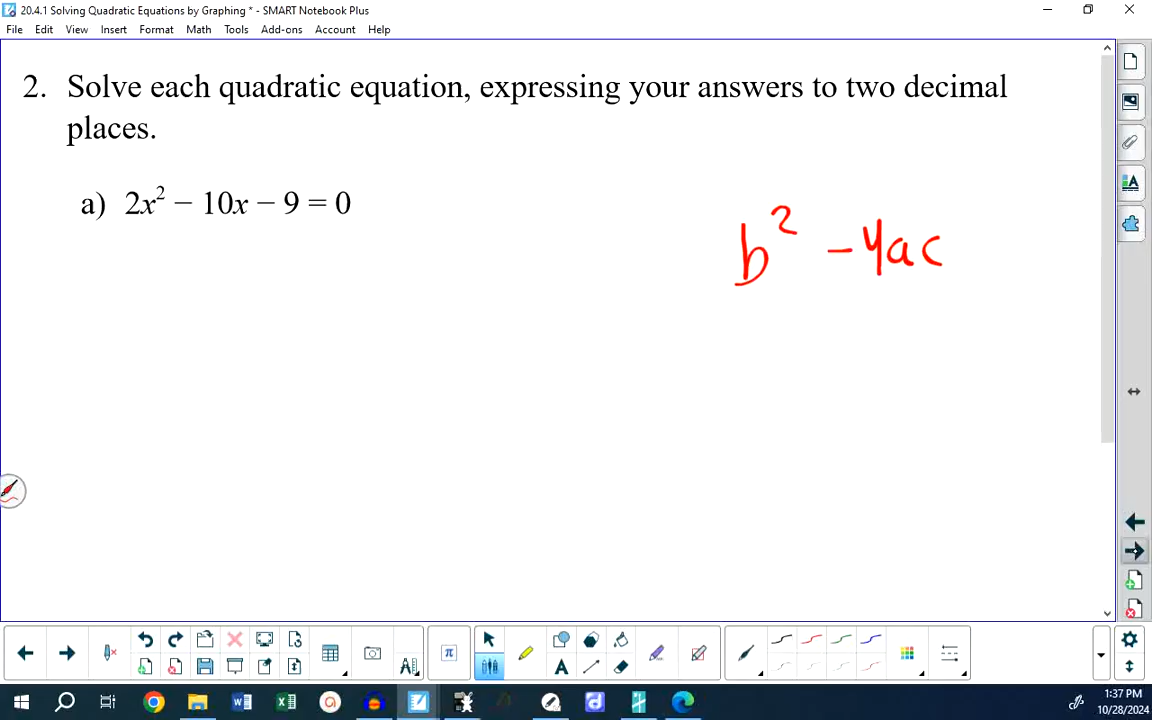 20.4.1 Solving Quadratic Equations by Graphing * - SMART Notebook Plus
File Edit View Insert Format Math Tools Add-ons Account Help
2. Solve each quadratic equation, expressing your answers to two decimal
places.
a) 2x² − 10x − 9 = 0
b² − 4ac
1:37 PM
10/28/2024